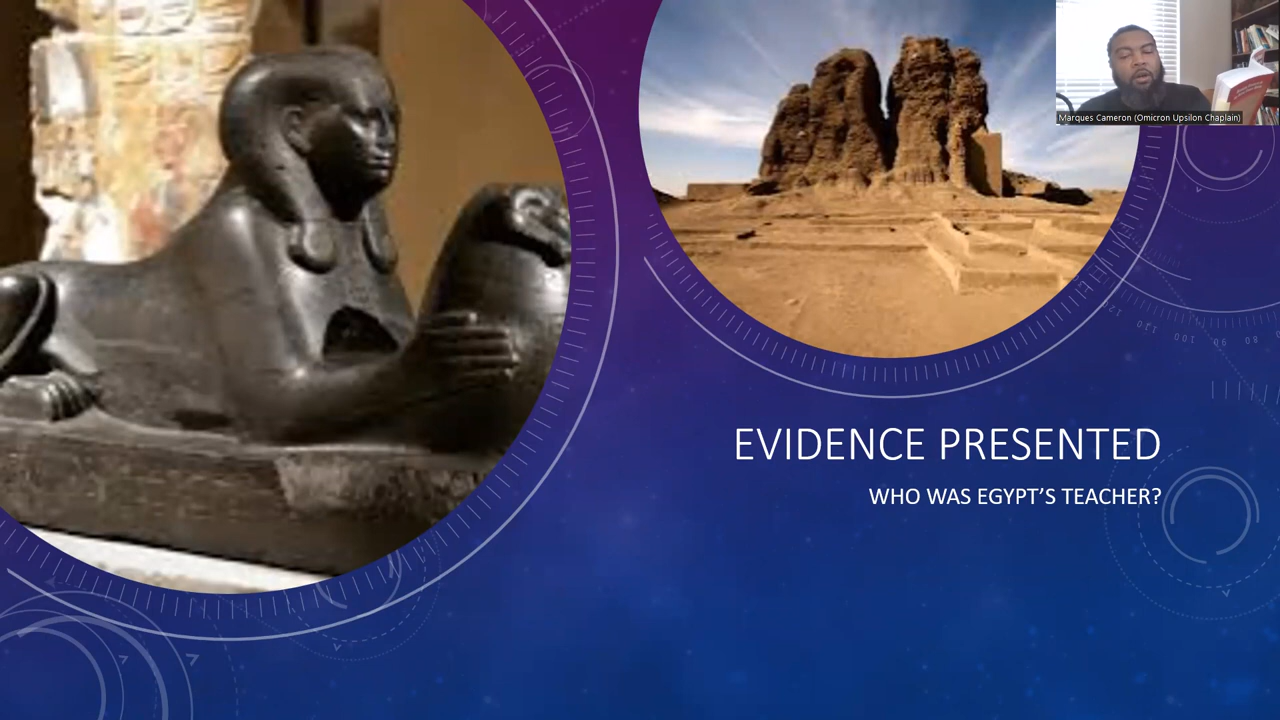 Marques Cameron (Omicron Upsilon Chaplain)
EVIDENCE PRESENTED
WHO WAS EGYPT'S TEACHER?